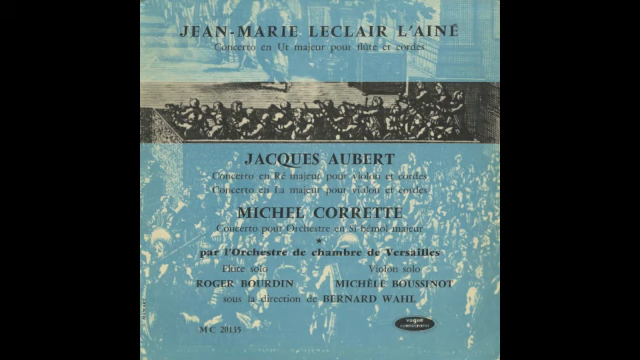 JEAN-MARIE LECLAIR L'AINÉ
Concerto en Ut majeur pour flûte et cordes
JACQUES AUBERT
Concerto en Ré majeur pour violon et cordes
Concerto en La majeur pour violon et cordes
MICHEL CORRETTE
Concerto pour Orchestre en Si bémol majeur
par l'Orchestre de chambre de Versailles
Flûte solo Violon solo
ROGER BOURDIN MICHÈLE BOUSSINOT
sous la direction de BERNARD WAHL
MC 20135
vogue